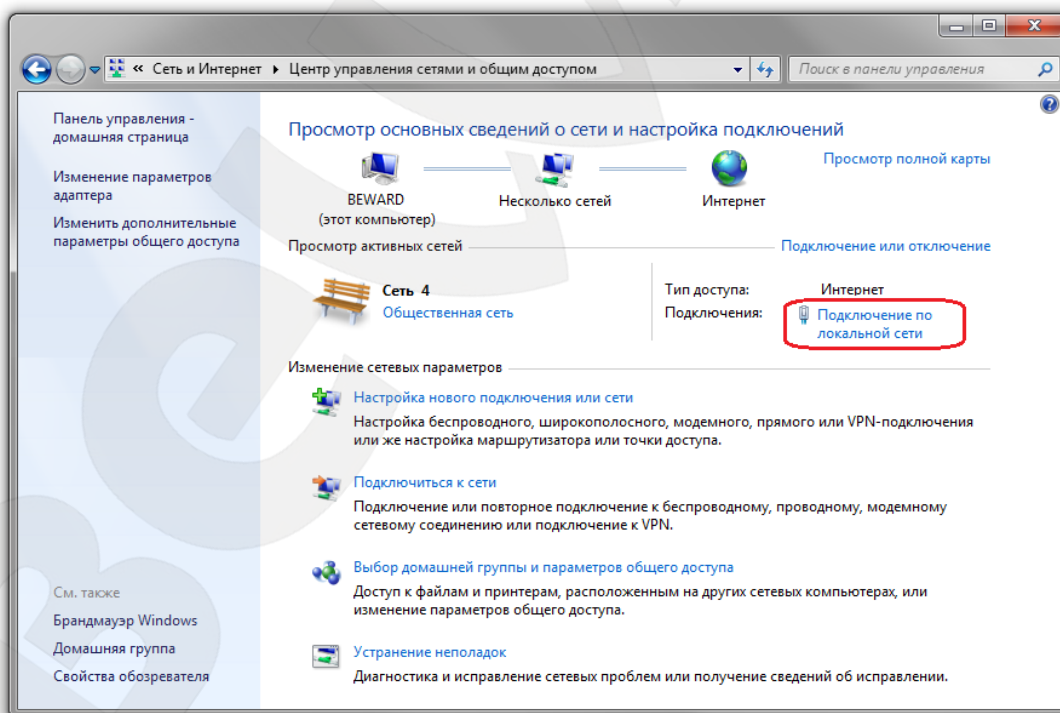 « Сеть и Интернет ▸ Центр управления сетями и общим доступом
Поиск в панели управления
Панель управления -
домашняя страница
Изменение параметров
адаптера
Изменить дополнительные
параметры общего доступа
См. также
Брандмауэр Windows
Домашняя группа
Свойства обозревателя
Просмотр основных сведений о сети и настройка подключений
Просмотр полной карты
BEWARD
(этот компьютер)
Несколько сетей
Интернет
Просмотр активных сетей
Подключение или отключение
Сеть 4
Общественная сеть
Тип доступа: Интернет
Подключения: Подключение по
локальной сети
Изменение сетевых параметров
Настройка нового подключения или сети
Настройка беспроводного, широкополосного, модемного, прямого или VPN-подключения
или же настройка маршрутизатора или точки доступа.
Подключиться к сети
Подключение или повторное подключение к беспроводному, проводному, модемному
сетевому соединению или подключение к VPN.
Выбор домашней группы и параметров общего доступа
Доступ к файлам и принтерам, расположенным на других сетевых компьютерах, или
изменение параметров общего доступа.
Устранение неполадок
Диагностика и исправление сетевых проблем или получение сведений об исправлении.